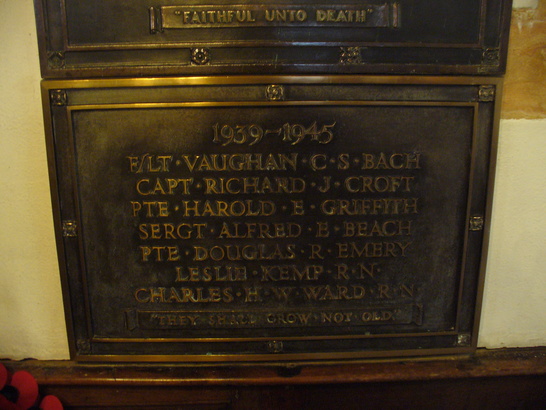 "FAITHFUL UNTO DEATH"
1939-1945
F/LT·VAUGHAN·C·S·BACH
CAPT·RICHARD·J·CROFT
PTE·HAROLD·E·GRIFFITH
SERGT·ALFRED·E·BEACH
PTE·DOUGLAS·R·EMERY
LESLIE·KEMP·R·N·
CHARLES·H·W·WARD·R·N·
"THEY·SHALL·GROW·NOT·OLD."